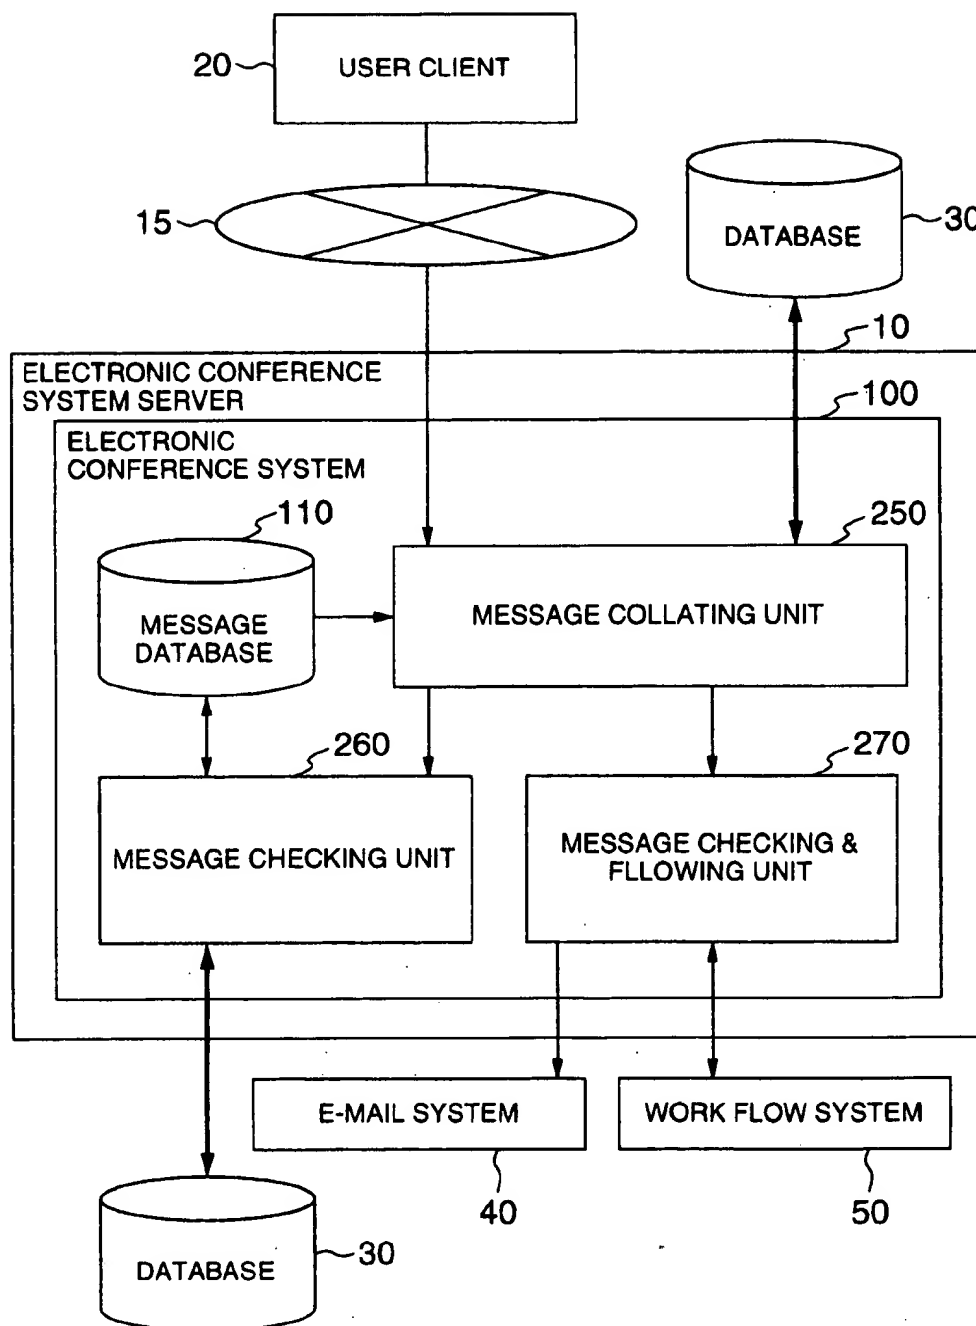 20
USER CLIENT
15
DATABASE
30
10
ELECTRONIC CONFERENCE
SYSTEM SERVER
100
ELECTRONIC
CONFERENCE SYSTEM
110
250
MESSAGE
DATABASE
MESSAGE COLLATING UNIT
260
270
MESSAGE CHECKING UNIT
MESSAGE CHECKING &
FLLOWING UNIT
E-MAIL SYSTEM
WORK FLOW SYSTEM
40
50
DATABASE
30